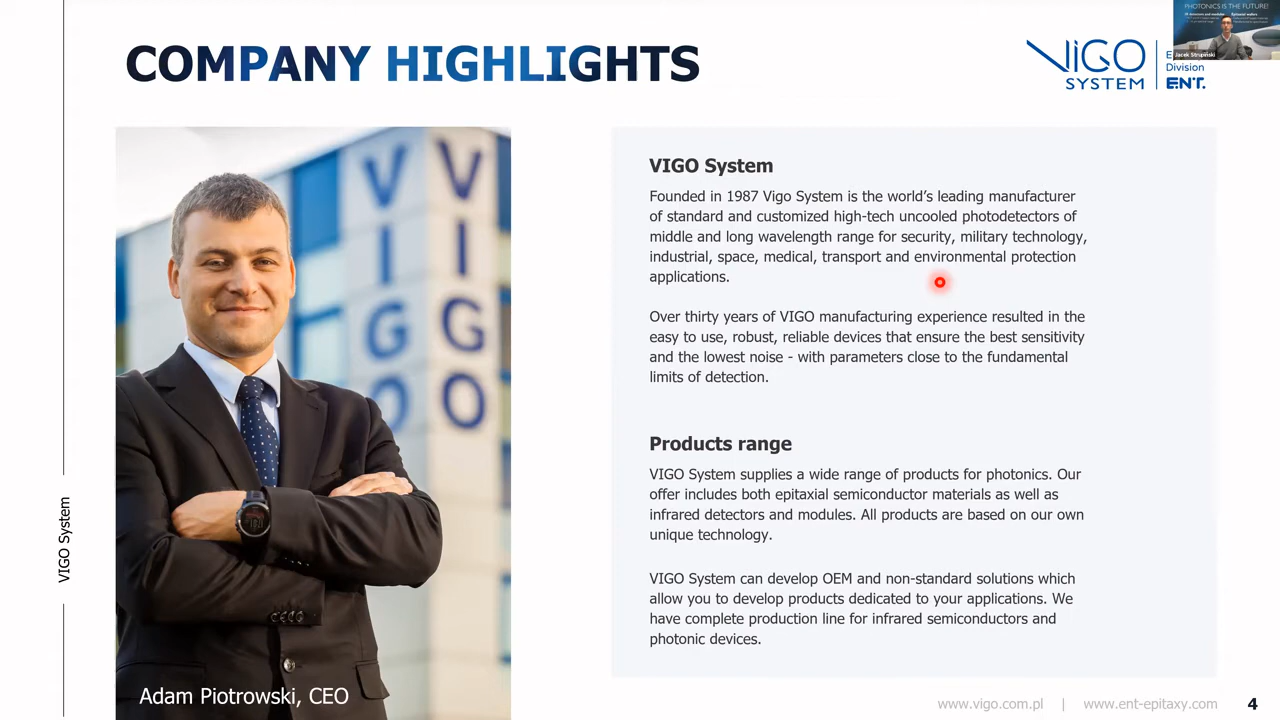 COMPANY HIGHLIGHTS
PHOTONICS IS THE FUTURE!
Jacek Strupiński
VIGO
SYSTEM
Division
ENT.
VIGO
VIGO
Adam Piotrowski, CEO
VIGO System
VIGO System
Founded in 1987 Vigo System is the world's leading manufacturer
of standard and customized high-tech uncooled photodetectors of
middle and long wavelength range for security, military technology,
industrial, space, medical, transport and environmental protection
applications.
Over thirty years of VIGO manufacturing experience resulted in the
easy to use, robust, reliable devices that ensure the best sensitivity
and the lowest noise - with parameters close to the fundamental
limits of detection.
Products range
VIGO System supplies a wide range of products for photonics. Our
offer includes both epitaxial semiconductor materials as well as
infrared detectors and modules. All products are based on our own
unique technology.
VIGO System can develop OEM and non-standard solutions which
allow you to develop products dedicated to your applications. We
have complete production line for infrared semiconductors and
photonic devices.
www.vigo.com.pl | www.ent-epitaxy.com 4